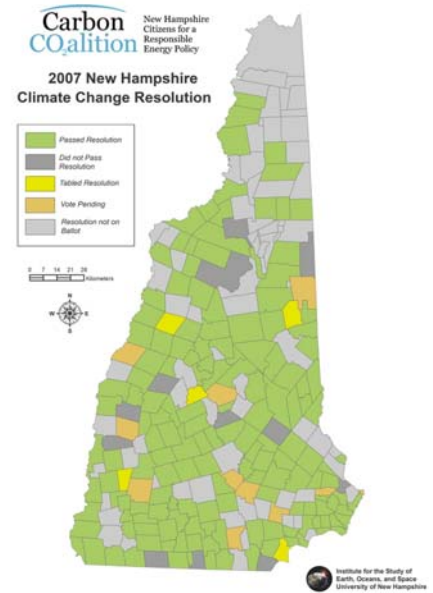 Carbon
COalition
New Hampshire
Citizens for a
Responsible
Energy Policy
2007 New Hampshire
Climate Change Resolution
Passed Resolution
Did not Pass
Resolution
Tabled Resolution
Vote Pending
Resolution not on
Ballot
0 7 14 21 28
Kilometers
N
W E
S
Institute for the Study of
Earth, Oceans, and Space
University of New Hampshire